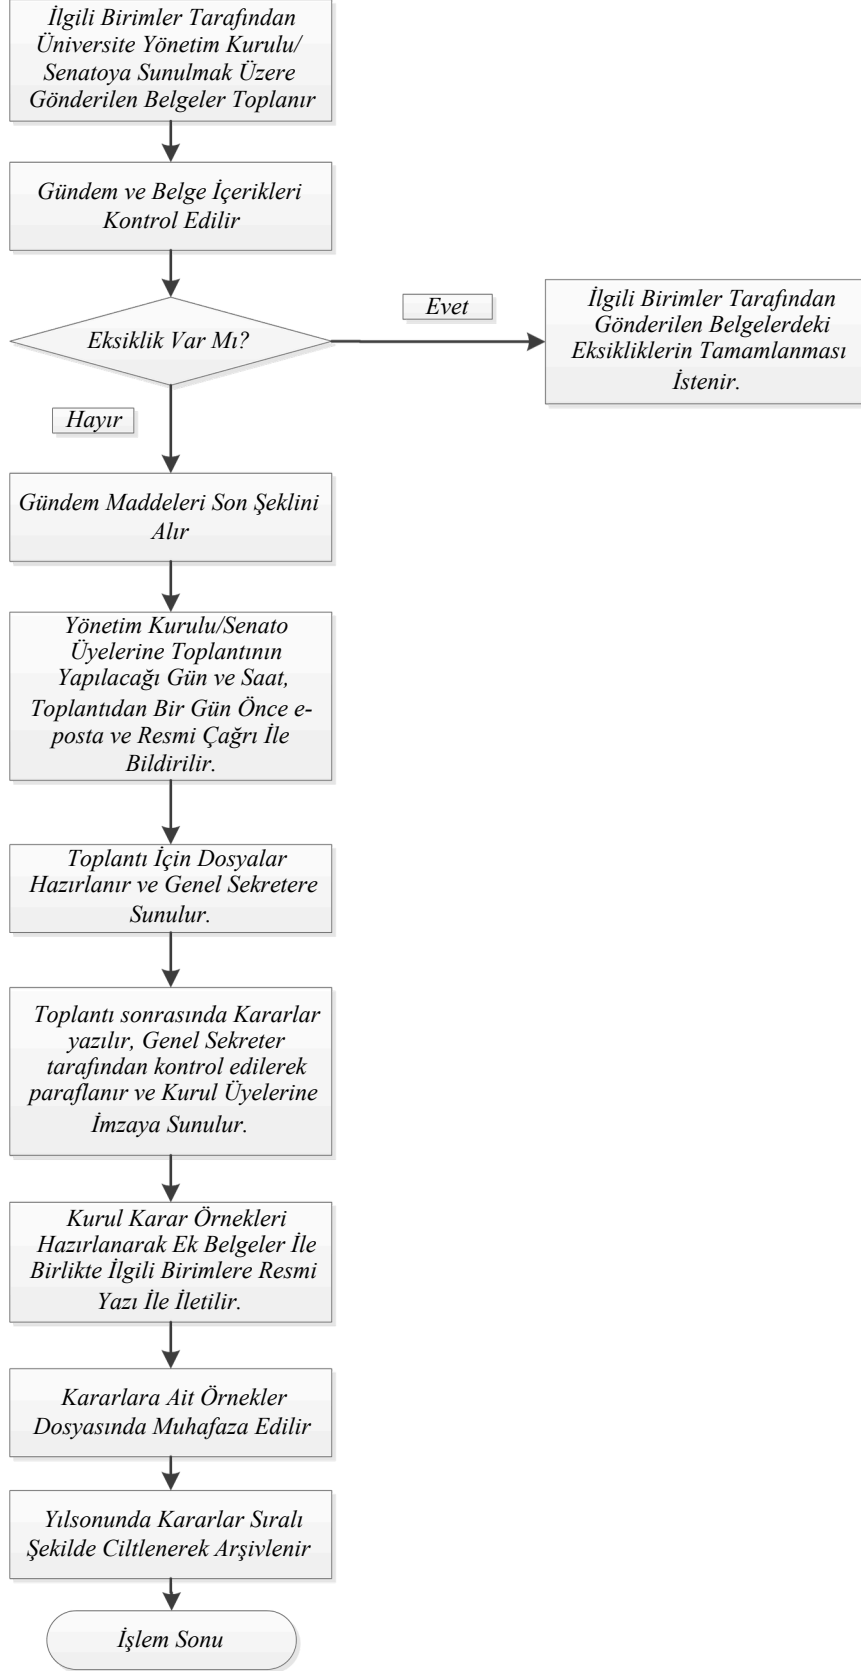 İlgili Birimler Tarafından
Üniversite Yönetim Kurulu/
Senatoya Sunulmak Üzere
Gönderilen Belgeler Toplanır
Gündem ve Belge İçerikleri
Kontrol Edilir
Eksiklik Var Mı?
Evet
İlgili Birimler Tarafından
Gönderilen Belgelerdeki
Eksikliklerin Tamamlanması
İstenir.
Hayır
Gündem Maddeleri Son Şeklini
Alır
Yönetim Kurulu/Senato
Üyelerine Toplantının
Yapılacağı Gün ve Saat,
Toplantıdan Bir Gün Önce e-
posta ve Resmi Çağrı İle
Bildirilir.
Toplantı İçin Dosyalar
Hazırlanır ve Genel Sekretere
Sunulur.
Toplantı sonrasında Kararlar
yazılır, Genel Sekreter
tarafından kontrol edilerek
paraflanır ve Kurul Üyelerine
İmzaya Sunulur.
Kurul Karar Örnekleri
Hazırlanarak Ek Belgeler İle
Birlikte İlgili Birimlere Resmi
Yazı İle İletilir.
Kararlara Ait Örnekler
Dosyasında Muhafaza Edilir
Yılsonunda Kararlar Sıralı
Şekilde Ciltlenerek Arşivlenir
İşlem Sonu